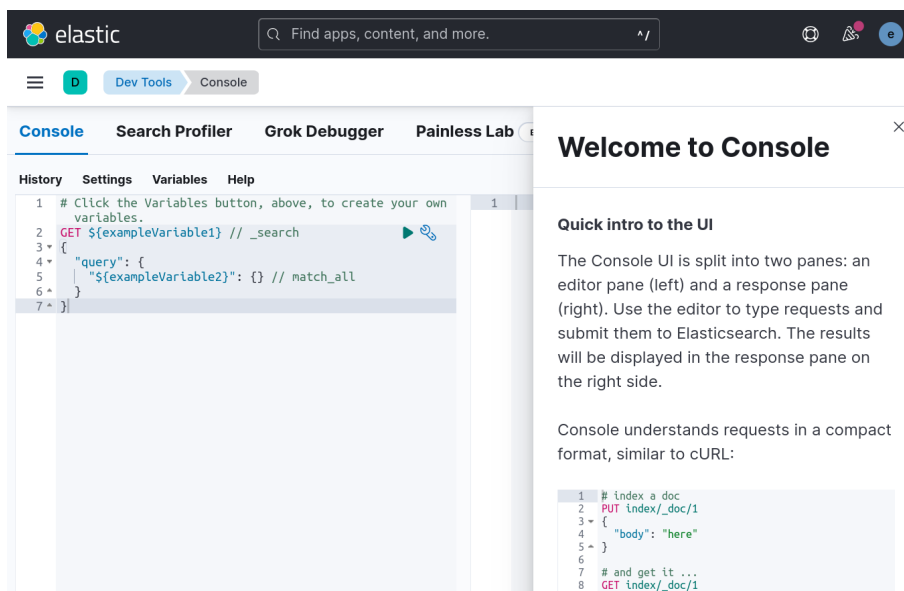 elastic
Find apps, content, and more.
^/
e
D
Dev Tools
Console
Console
Search Profiler
Grok Debugger
Painless Lab
History
Settings
Variables
Help
1 # Click the Variables button, above, to create your own
variables.
2 GET ${exampleVariable1} // _search
3 {
4 "query": {
5 "${exampleVariable2}": {} // match_all
6 }
7 }
1
Welcome to Console
Quick intro to the UI
The Console UI is split into two panes: an
editor pane (left) and a response pane
(right). Use the editor to type requests and
submit them to Elasticsearch. The results
will be displayed in the response pane on
the right side.
Console understands requests in a compact
format, similar to cURL:
1 # index a doc
2 PUT index/_doc/1
3 {
4 "body": "here"
5 }
6
7 # and get it ...
8 GET index/_doc/1